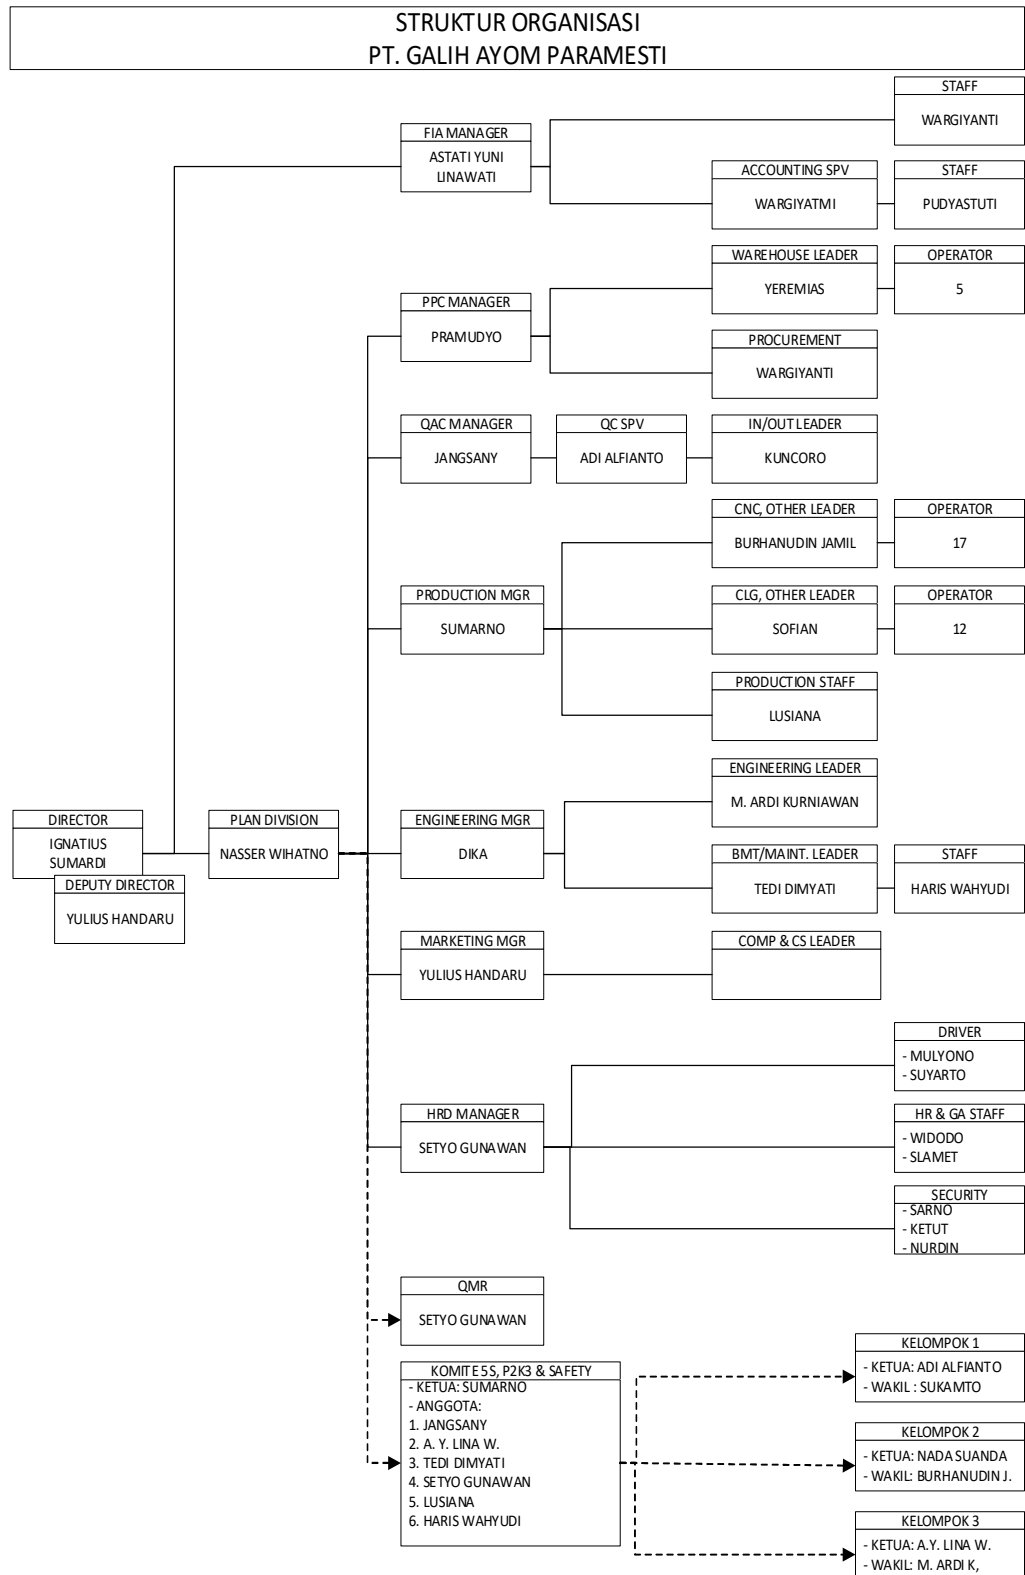 STRUKTUR ORGANISASI
PT. GALIH AYOM PARAMESTI
STAFF
WARGIYANTI
FIA MANAGER
ASTATI YUNI
LINAWATI
ACCOUNTING SPV
WARGIYATMI
STAFF
PUDYASTUTI
WAREHOUSE LEADER
YEREMIAS
OPERATOR
5
PPC MANAGER
PRAMUDYO
PROCUREMENT
WARGIYANTI
QAC MANAGER
JANGSANY
QC SPV
ADI ALFIANTO
IN/OUT LEADER
KUNCORO
CNC, OTHER LEADER
BURHANUDIN JAMIL
OPERATOR
17
PRODUCTION MGR
SUMARNO
CLG, OTHER LEADER
SOFIAN
OPERATOR
12
PRODUCTION STAFF
LUSIANA
ENGINEERING LEADER
M. ARDI KURNIAWAN
DIRECTOR
IGNATIUS
SUMARDI
DEPUTY DIRECTOR
YULIUS HANDARU
PLAN DIVISION
NASSER WIHATNO
ENGINEERING MGR
DIKA
BMT/MAINT. LEADER
TEDI DIMYATI
STAFF
HARIS WAHYUDI
MARKETING MGR
YULIUS HANDARU
COMP & CS LEADER
DRIVER
- MULYONO
- SUYARTO
HRD MANAGER
SETYO GUNAWAN
HR & GA STAFF
- WIDODO
- SLAMET
SECURITY
- SARNO
- KETUT
- NURDIN
QMR
SETYO GUNAWAN
KOMITE 5S, P2K3 & SAFETY
- KETUA: SUMARNO
- ANGGOTA:
1. JANGSANY
2. A. Y. LINA W.
3. TEDI DIMYATI
4. SETYO GUNAWAN
5. LUSIANA
6. HARIS WAHYUDI
KELOMPOK 1
- KETUA: ADI ALFIANTO
- WAKIL : SUKAMTO
KELOMPOK 2
- KETUA: NADA SUANDA
- WAKIL: BURHANUDIN J.
KELOMPOK 3
- KETUA: A.Y. LINA W.
- WAKIL: M. ARDI K,